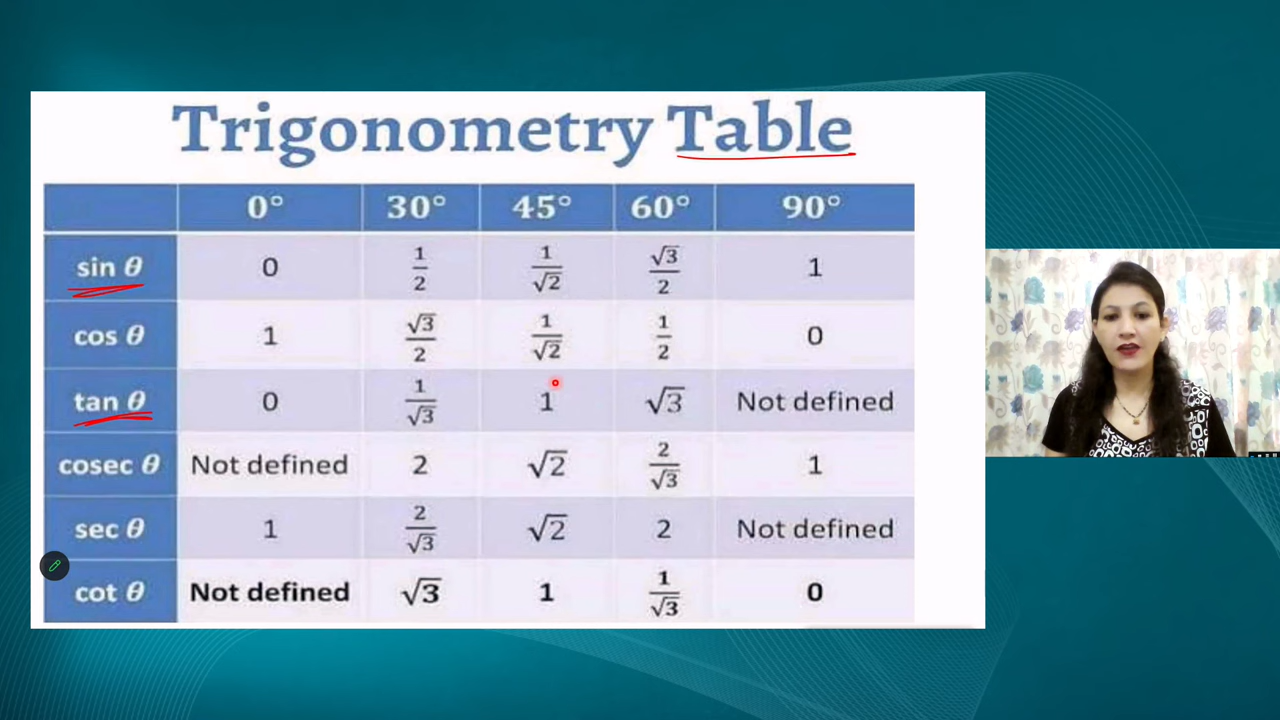 Trigonometry Table
0° 30° 45° 60° 90°
sin θ 0 1/2 1/√2 √3/2 1
cos θ 1 √3/2 1/√2 1/2 0
tan θ 0 1/√3 1 √3 Not defined
cosec θ Not defined 2 √2 2/√3 1
sec θ 1 2/√3 √2 2 Not defined
cot θ Not defined √3 1 1/√3 0